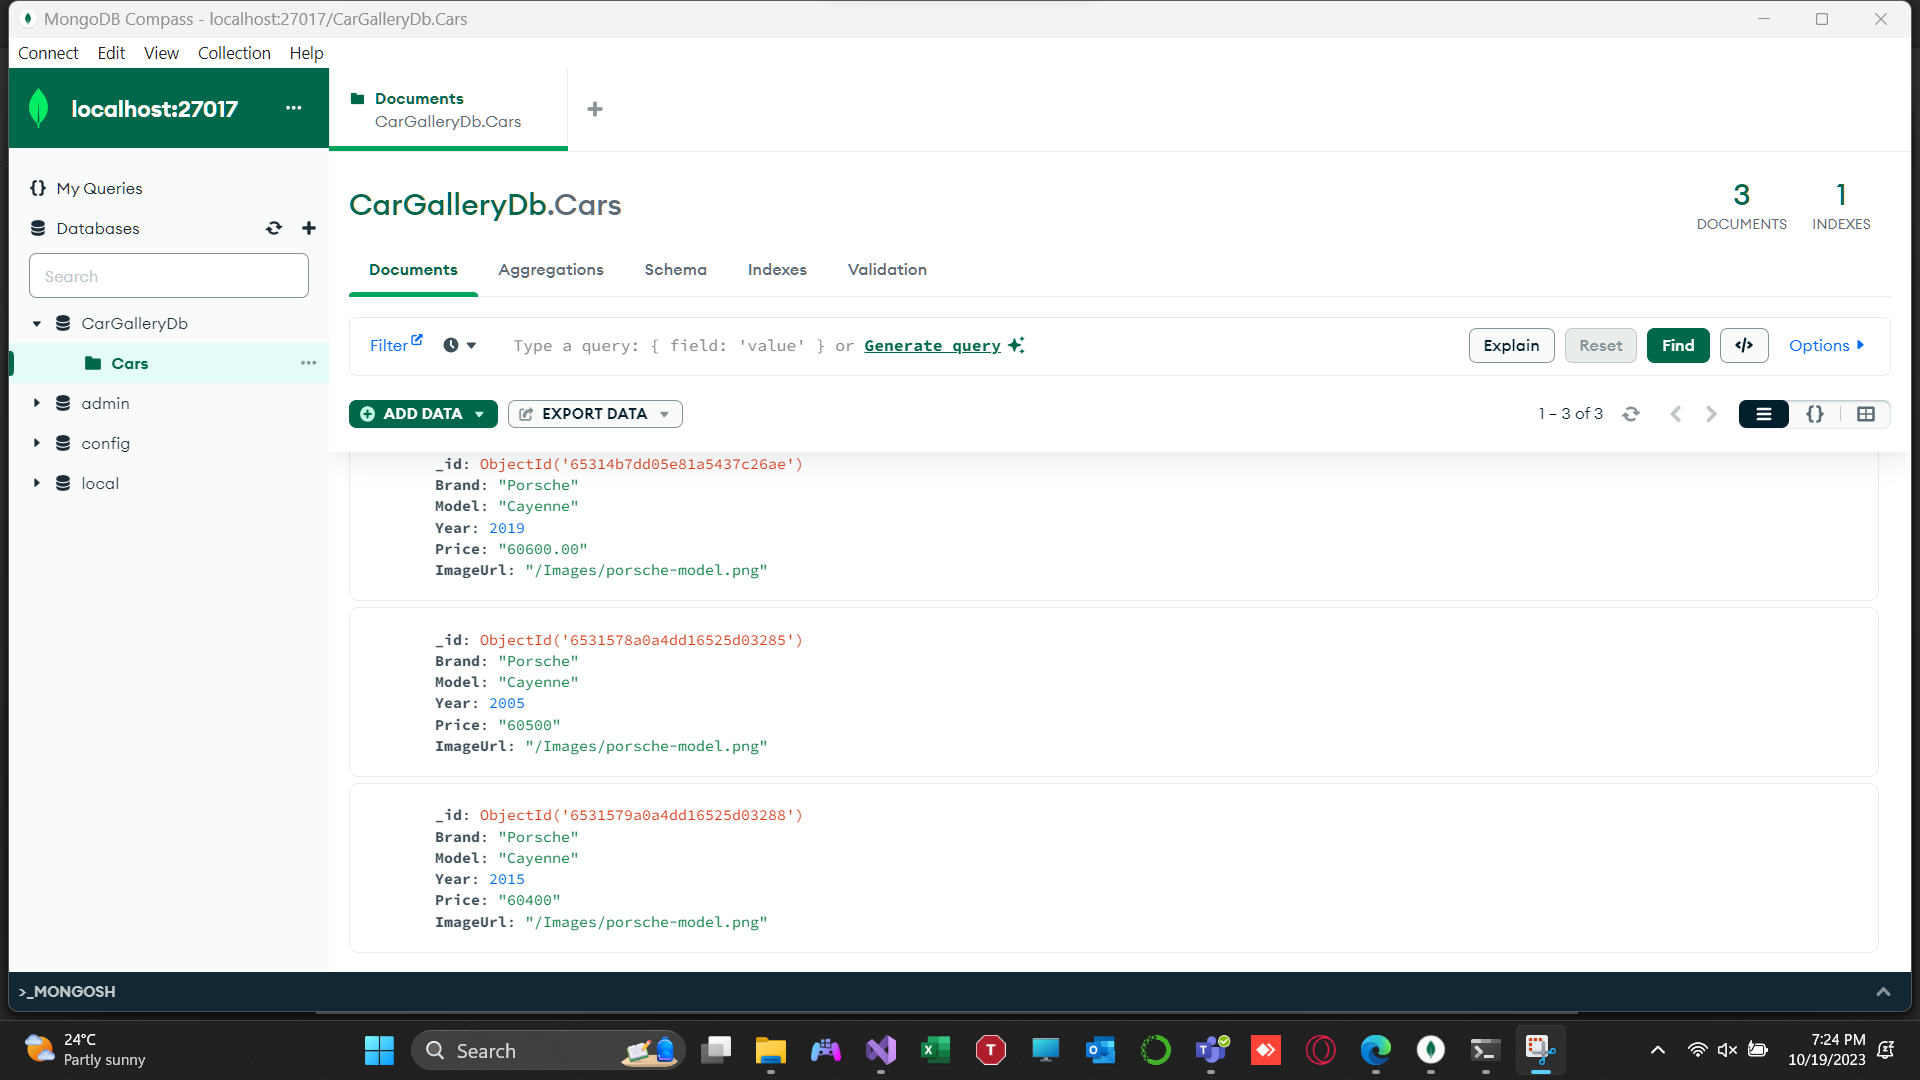 MongoDB Compass - localhost:27017/CarGalleryDb.Cars
Connect Edit View Collection Help
localhost:27017 ...
Documents
CarGalleryDb.Cars
My Queries
Databases
Search
CarGalleryDb
Cars
admin
config
local
CarGalleryDb.Cars
3
DOCUMENTS
1
INDEXES
Documents Aggregations Schema Indexes Validation
Filter Type a query: { field: 'value' } or Generate query Explain Reset Find </> Options
ADD DATA EXPORT DATA 1 – 3 of 3 {}
_id: ObjectId('65314b7dd05e81a5437c26ae')
Brand: "Porsche"
Model: "Cayenne"
Year: 2019
Price: "60600.00"
ImageUrl: "/Images/porsche-model.png"
_id: ObjectId('6531578a0a4dd16525d03285')
Brand: "Porsche"
Model: "Cayenne"
Year: 2005
Price: "60500"
ImageUrl: "/Images/porsche-model.png"
_id: ObjectId('6531579a0a4dd16525d03288')
Brand: "Porsche"
Model: "Cayenne"
Year: 2015
Price: "60400"
ImageUrl: "/Images/porsche-model.png"
>_MONGOSH
24°C
Partly sunny
Search
7:24 PM
10/19/2023